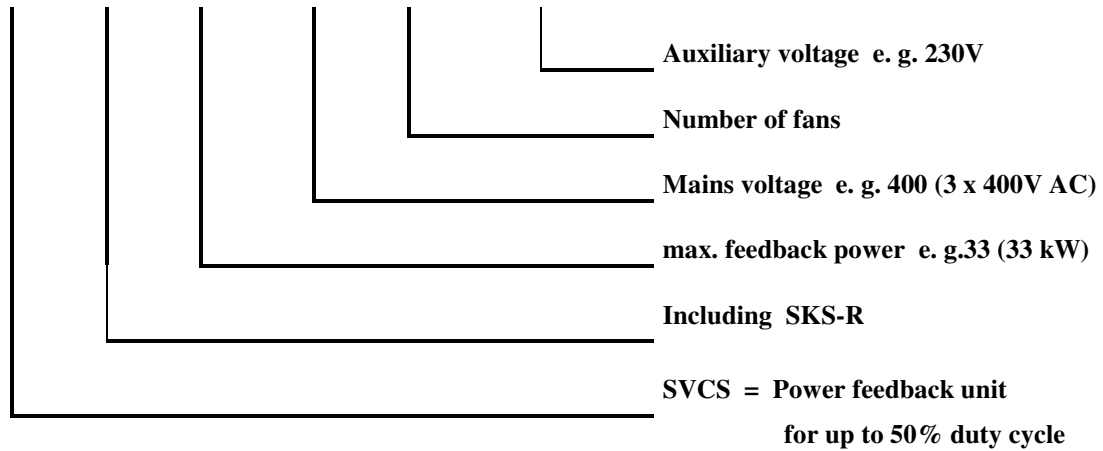 Auxiliary voltage e. g. 230V
Number of fans
Mains voltage e. g. 400 (3 x 400V AC)
max. feedback power e. g.33 (33 kW)
Including SKS-R
SVCS = Power feedback unit
for up to 50% duty cycle